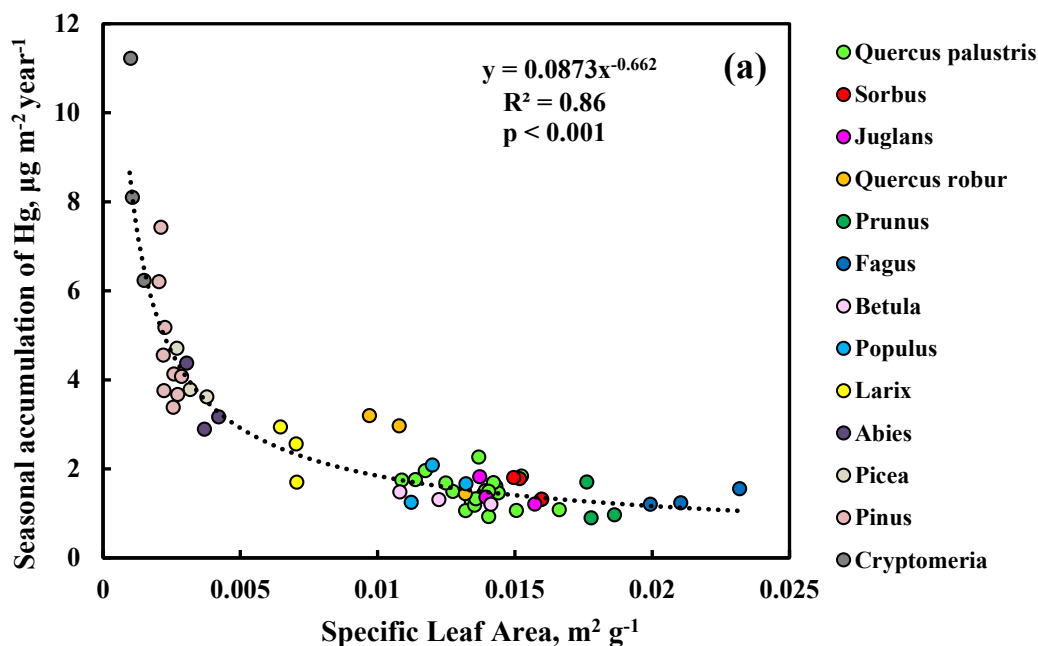 (a)
y = 0.0873x^-0.662
R² = 0.86
p < 0.001
Seasonal accumulation of Hg, μg m⁻² year⁻¹
12
10
8
6
4
2
0
0
0.005
0.01
0.015
0.02
0.025
Specific Leaf Area, m² g⁻¹
Quercus palustris
Sorbus
Juglans
Quercus robur
Prunus
Fagus
Betula
Populus
Larix
Abies
Picea
Pinus
Cryptomeria